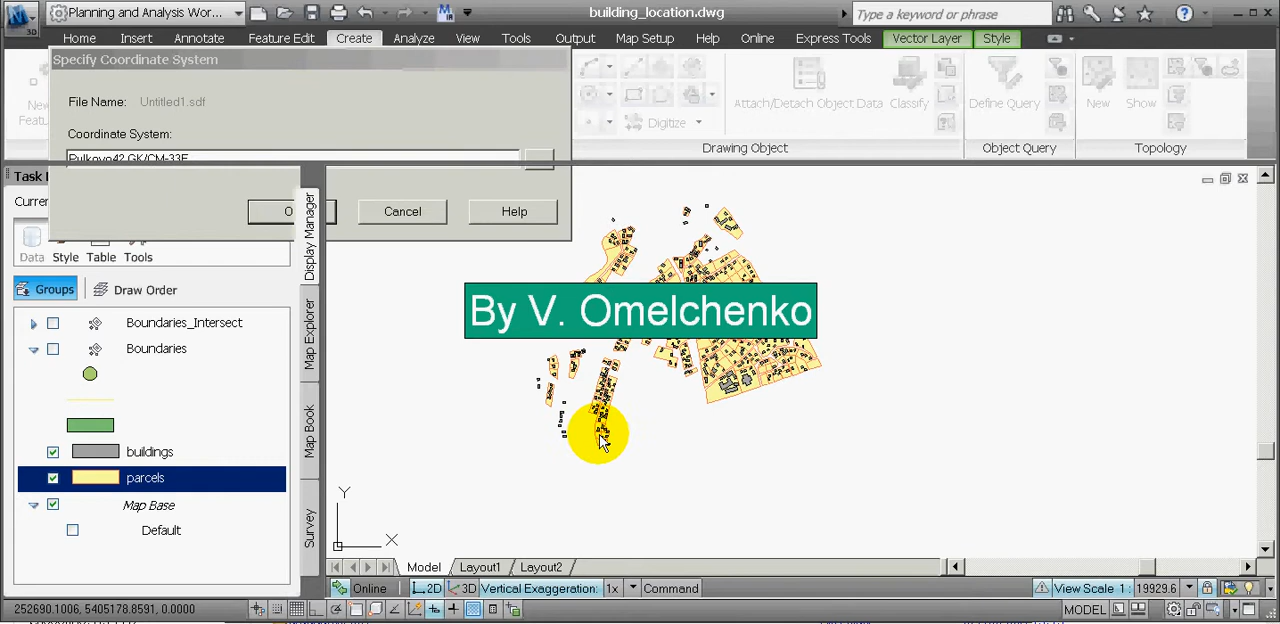 Planning and Analysis Wor...
building_location.dwg
Type a keyword or phrase
3D
Home Insert Annotate Feature Edit Create Analyze View Tools Output Map Setup Help Online Express Tools Vector Layer Style
Specify Coordinate System
File Name: Untitled1.sdf
Coordinate System:
Pulkovo42.GK/CM-33E
Cancel
Help
New
Featu
Attach/Detach Object Data
Classify
Define Query
New
Show
Digitize
Drawing Object
Object Query
Topology
Task
Curre
Data Style Table Tools
Groups
Draw Order
Boundaries_Intersect
Boundaries
buildings
parcels
Map Base
Default
Display Manager
Map Explorer
Map Book
Survey
By V. Omelchenko
Y
X
Model Layout1 Layout2
Online 2D 3D Vertical Exaggeration: 1x Command
View Scale 1 : 19929.6
252690.1006, 5405178.8591, 0.0000
MODEL